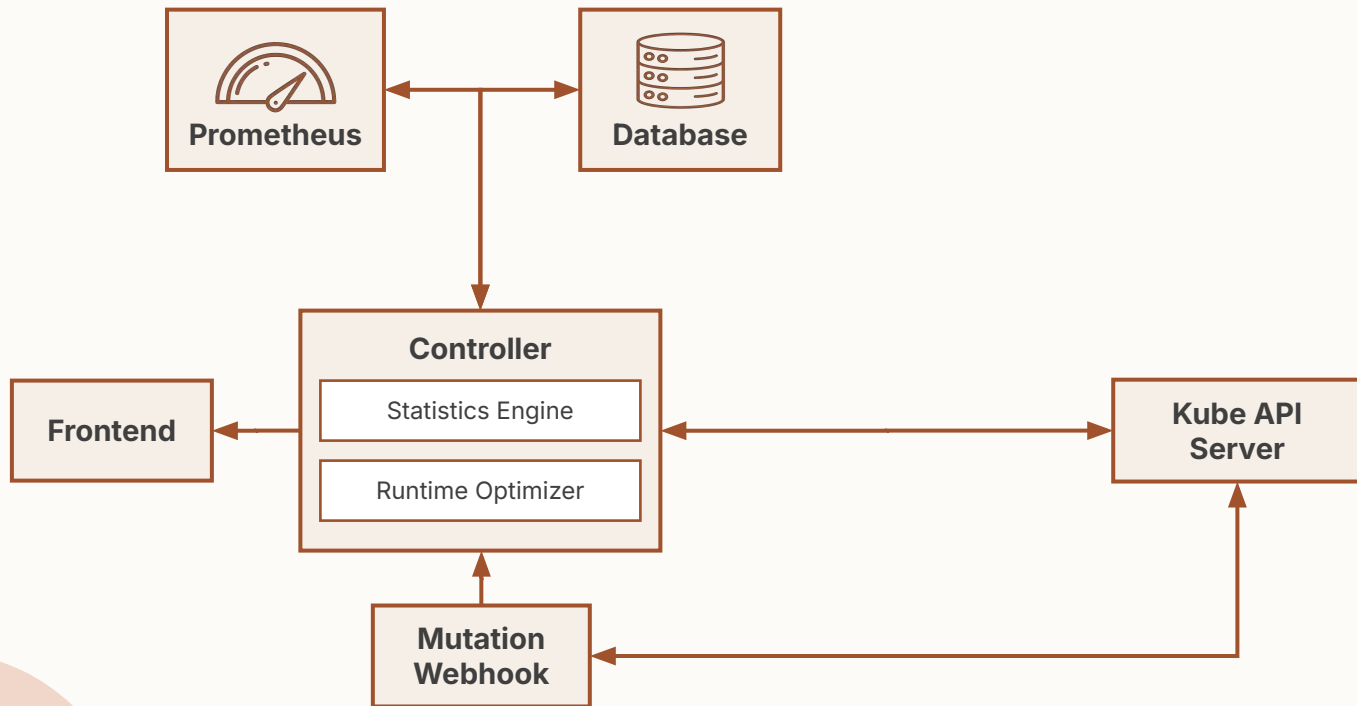 Prometheus
Database
Controller
Statistics Engine
Runtime Optimizer
Frontend
Kube API
Server
Mutation
Webhook